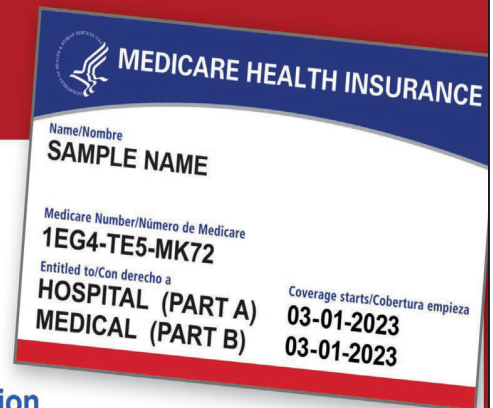 MEDICARE HEALTH INSURANCE
Name/Nombre
SAMPLE NAME
Medicare Number/Número de Medicare
1EG4-TE5-MK72
Entitled to/Con derecho a
HOSPITAL (PART A)
MEDICAL (PART B)
Coverage starts/Cobertura empieza
03-01-2023
03-01-2023